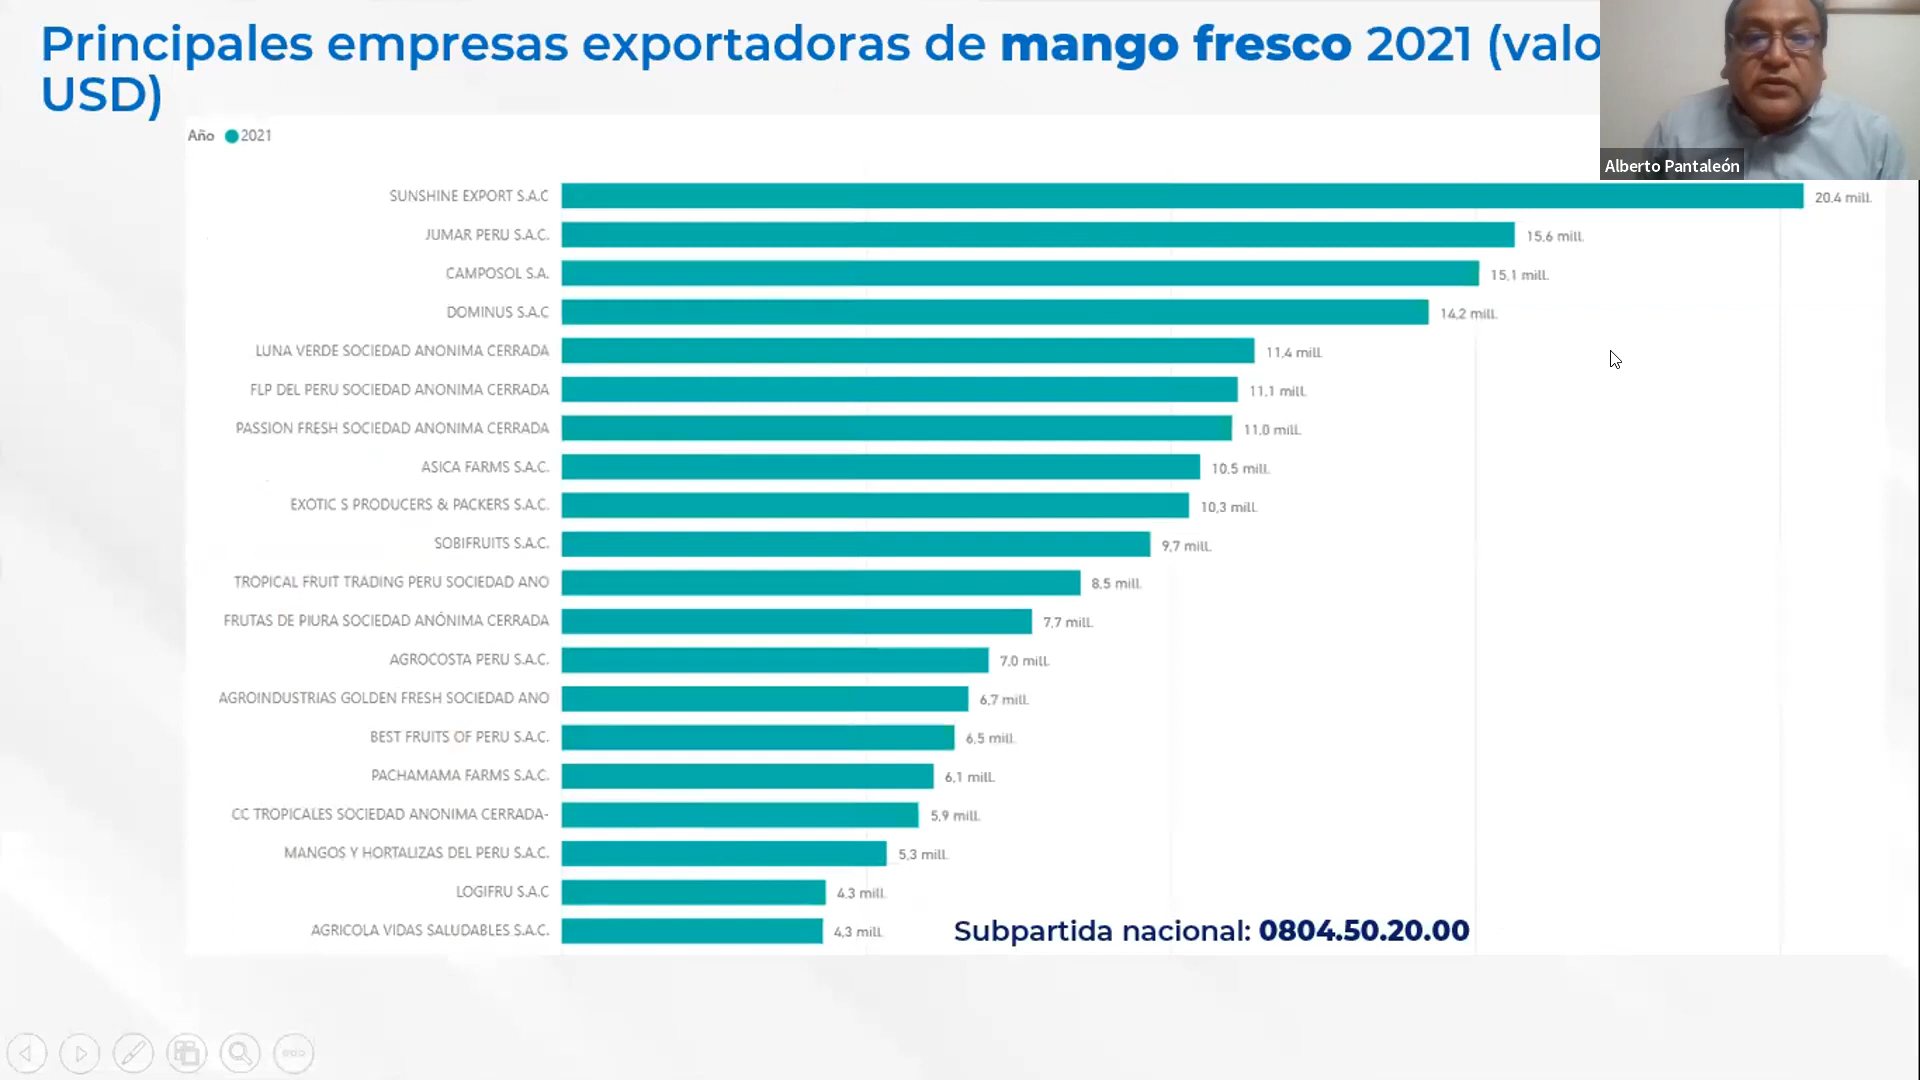 Principales empresas exportadoras de mango fresco 2021 (valo
USD)
Alberto Pantaleón
Año 2021
SUNSHINE EXPORT S.A.C 20.4 mill.
JUMAR PERU S.A.C. 15.6 mill.
CAMPOSOL S.A. 15,1 mill.
DOMINUS S.A.C 14,2 mill.
LUNA VERDE SOCIEDAD ANONIMA CERRADA 11,4 mill.
FLP DEL PERU SOCIEDAD ANONIMA CERRADA 11,1 mill.
PASSION FRESH SOCIEDAD ANONIMA CERRADA 11,0 mill.
ASICA FARMS S.A.C. 10,5 mill.
EXOTIC S PRODUCERS & PACKERS S.A.C. 10,3 mill.
SOBIFRUITS S.A.C. 9,7 mill.
TROPICAL FRUIT TRADING PERU SOCIEDAD ANO 8,5 mill.
FRUTAS DE PIURA SOCIEDAD ANÓNIMA CERRADA 7,7 mill.
AGROCOSTA PERU S.A.C. 7,0 mill.
AGROINDUSTRIAS GOLDEN FRESH SOCIEDAD ANO 6,7 mill.
BEST FRUITS OF PERU S.A.C. 6,5 mill.
PACHAMAMA FARMS S.A.C. 6,1 mill.
CC TROPICALES SOCIEDAD ANONIMA CERRADA- 5,9 mill.
MANGOS Y HORTALIZAS DEL PERU S.A.C. 5,3 mill.
LOGIFRU S.A.C 4,3 mill.
AGRICOLA VIDAS SALUDABLES S.A.C. 4,3 mill.
Subpartida nacional: 0804.50.20.00